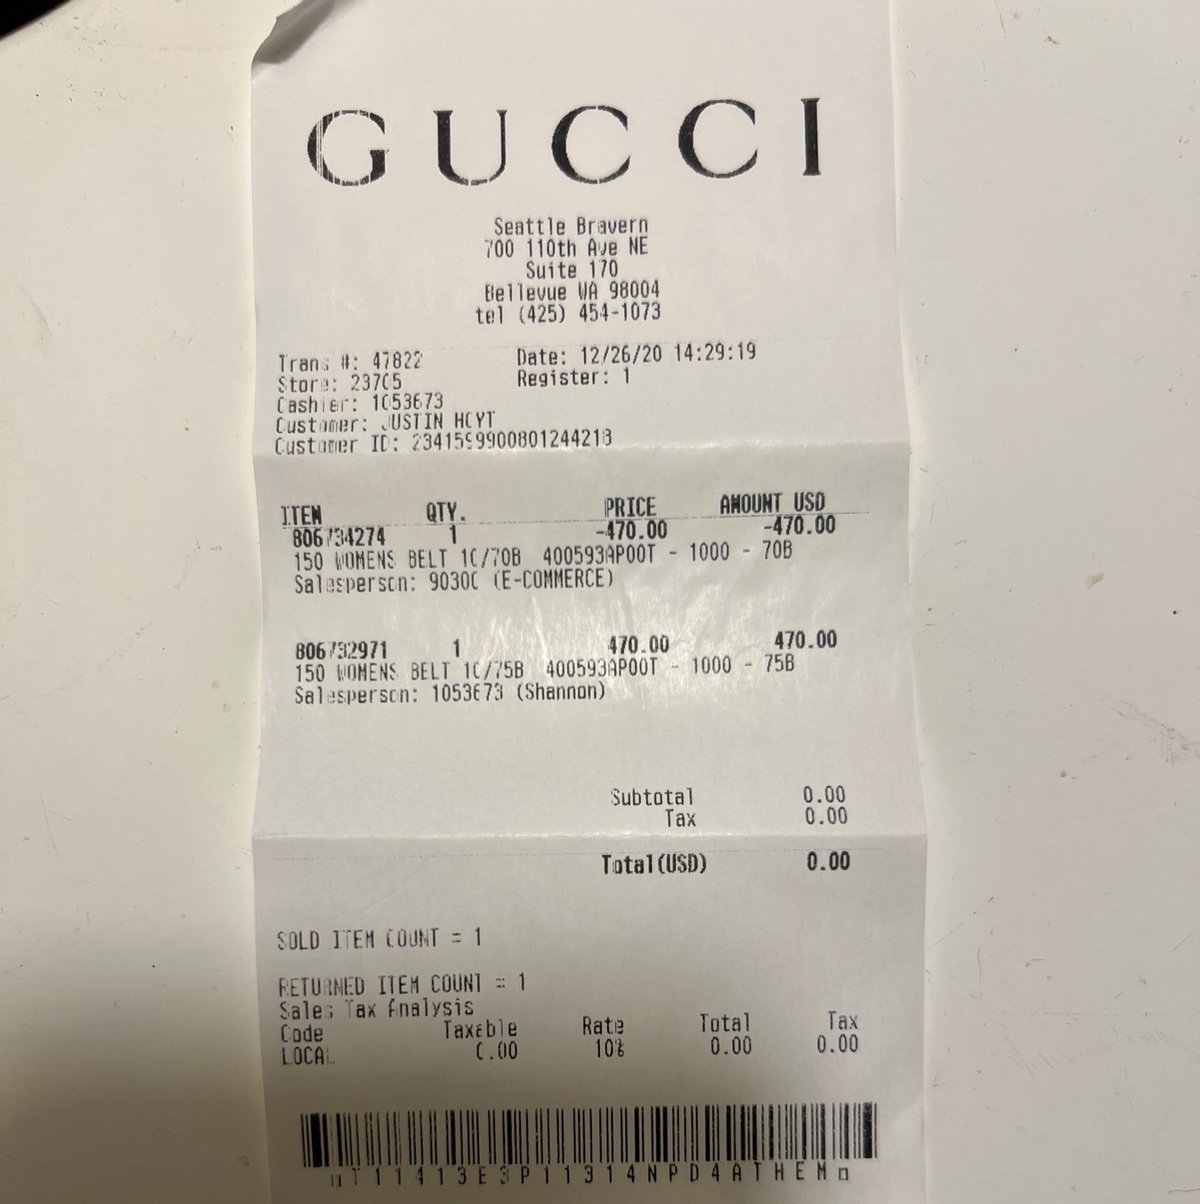 GUCCI
Seattle Bravern
700 110th Ave NE
Suite 170
Bellevue WA 98004
tel (425) 454-1073
Trans #: 47822 Date: 12/26/20 14:29:19
Store: 23705 Register: 1
Cashier: 1053673
Customer: JUSTIN HOYT
Customer ID:
ITEM QTY. PRICE AMOUNT USD
806734274 1 -470.00 -470.00
150 WOMENS BELT 10/70B 400593AP00T - 1000 - 70B
Salesperson: 90300 (E-COMMERCE)
806732971 1 470.00 470.00
150 WOMENS BELT 10/75B 400593AP00T - 1000 - 75B
Salesperson: 1053673 (Shannon)
Subtotal 0.00
Tax 0.00
Total(USD) 0.00
SOLD ITEM COUNT = 1
RETURNED ITEM COUNT = 1
Sales Tax Analysis
Code Taxable Rate Total Tax
LOCAL 0.00 10% 0.00 0.00
T11413E3P11314NPD4ATHEM